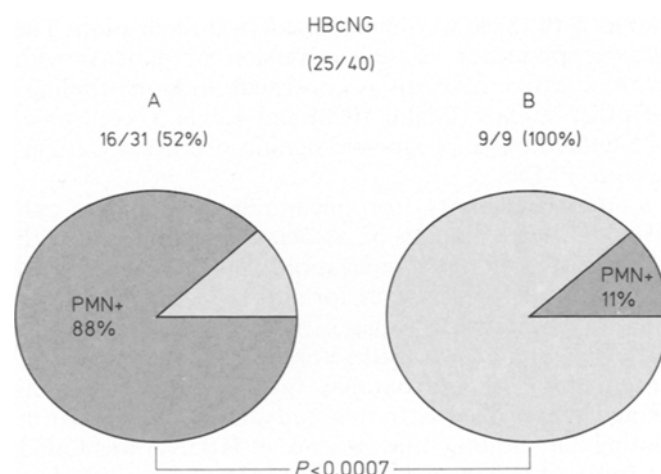 HBcNG
(25/40)
A
B
16/31 (52%)
9/9 (100%)
PMN+
88%
PMN+
11%
P<0.0007